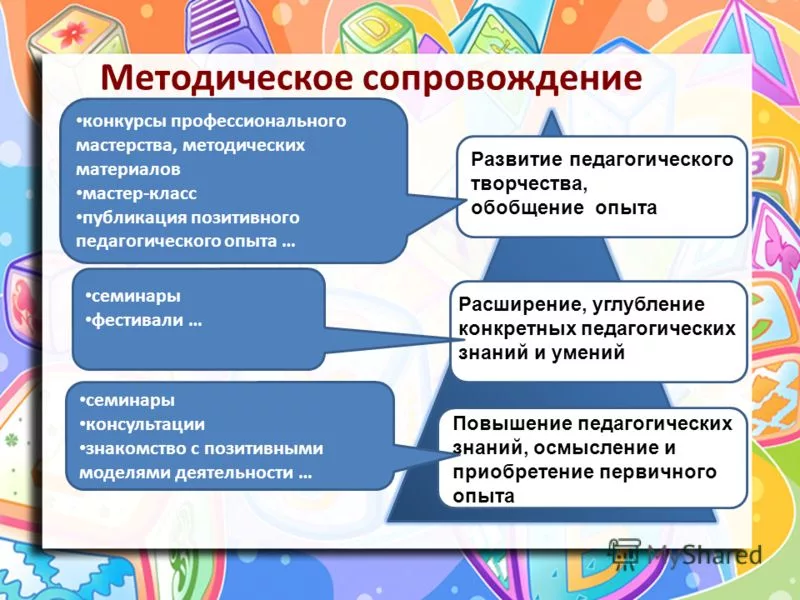 Методическое сопровождение
•конкурсы профессионального
мастерства, методических
материалов
•мастер-класс
•публикация позитивного
педагогического опыта …
Развитие педагогического
творчества,
обобщение опыта
•семинары
•фестивали …
Расширение, углубление
конкретных педагогических
знаний и умений
•семинары
•консультации
•знакомство с позитивными
моделями деятельности …
Повышение педагогических
знаний, осмысление и
приобретение первичного
опыта
MyShared